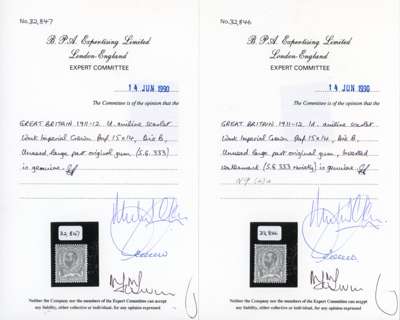 No. 32,847
B. P. A. Expertising Limited
London - England
EXPERT COMMITTEE
14 JUN 1990
The Committee is of the opinion that the
GREAT BRITAIN 1911-12 1d. aniline scarlet
Wmk Imperial Crown Perf 15x14, Die B,
Unused, large part original gum (S.G. 333)
is genuine.
32,847
Neither the Company nor the members of the Expert Committee can accept
any liability, either collective or individual, for any opinion expressed
No. 32,846
B. P. A. Expertising Limited
London - England
EXPERT COMMITTEE
14 JUN 1990
The Committee is of the opinion that the
GREAT BRITAIN 1911-12 1d. aniline scarlet
Wmk Imperial Crown Perf 15x14, Die B,
Unused, large part original gum, Inverted
watermark (S.G. 333 variety) is genuine.
32,846
Neither the Company nor the members of the Expert Committee can accept
any liability, either collective or individual, for any opinion expressed